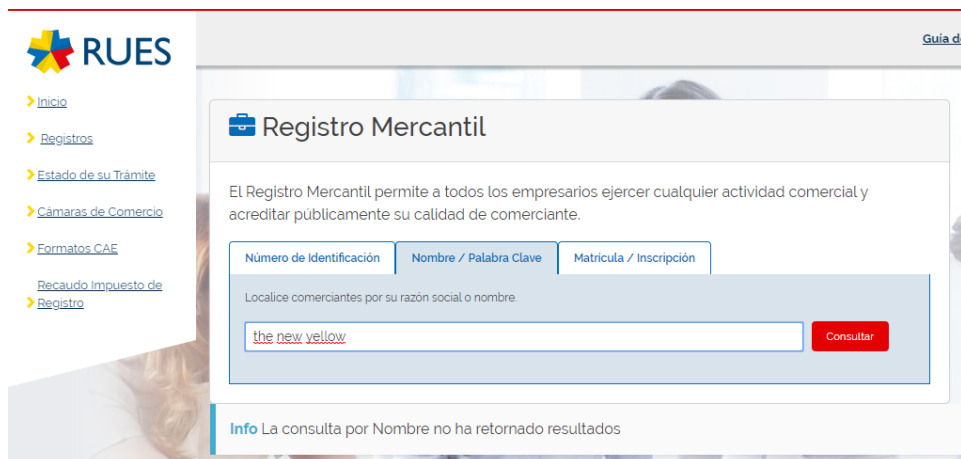 RUES
Guía d
Inicio
Registros
Estado de su Trámite
Cámaras de Comercio
Formatos CAE
Recaudo Impuesto de
Registro
Registro Mercantil
El Registro Mercantil permite a todos los empresarios ejercer cualquier actividad comercial y
acreditar públicamente su calidad de comerciante.
Número de Identificación
Nombre / Palabra Clave
Matrícula / Inscripción
Localice comerciantes por su razón social o nombre.
the new yellow
Consultar
Info La consulta por Nombre no ha retornado resultados